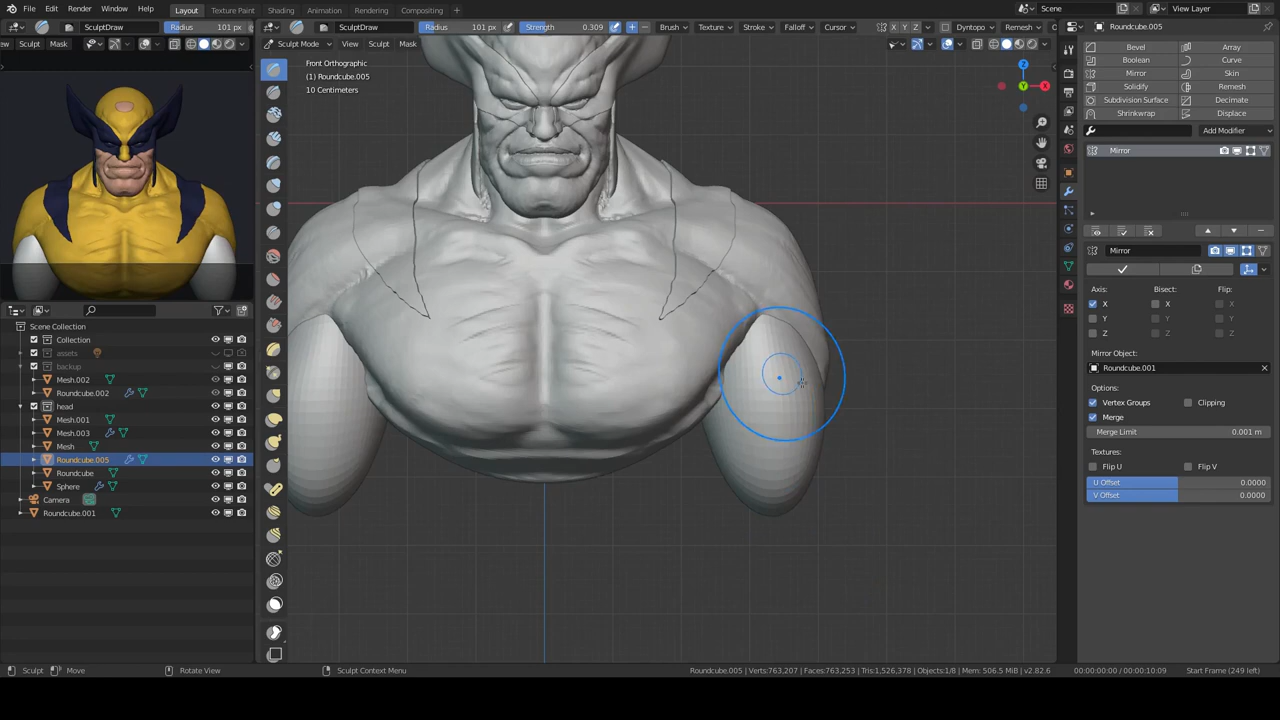 File Edit Render Window Help Layout Texture Paint Shading Animation Rendering Compositing Scene View Layer
SculptDraw Radius 101 px SculptDraw Radius 101 px Strength 0.309 Brush Texture Stroke Falloff Cursor X Y Z Dyntopo Remesh Roundcube.005
Sculpt Mask Sculpt Mode View Sculpt Mask
Bevel Array
Boolean Curve
Mirror Skin
Solidify Remesh
Subdivision Surface Decimate
Shrinkwrap Displace
Add Modifier
Mirror
Front Orthographic
(1) Roundcube.005
10 Centimeters
Z
Y X
Mirror
Axis: Bisect: Flip:
X X X
Y Y Y
Z Z Z
Mirror Object:
Roundcube.001
Options:
Vertex Groups Clipping
Merge
Merge Limit 0.001 m
Textures:
Flip U Flip V
U Offset 0.0000
V Offset 0.0000
Scene Collection
Collection
assets
backup
Mesh.002
Roundcube.002
head
Mesh.001
Mesh.003
Mesh
Roundcube.005
Roundcube
Sphere
Camera
Roundcube.001
Sculpt Move Rotate View Sculpt Context Menu Roundcube.005 | Verts:763,207 | Faces:763,253 | Tris:1,526,378 | Objects:1/8 | Mem: 506.5 MiB | v2.82.6 00:00:00:00 / 00:00:10:09 Start Frame (249 left)